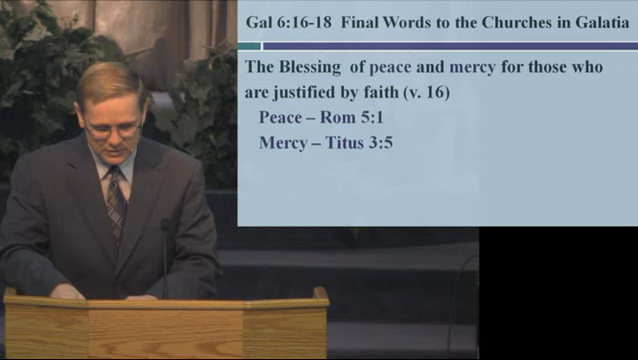 Gal 6:16-18 Final Words to the Churches in Galatia
The Blessing of peace and mercy for those who
are justified by faith (v. 16)
Peace – Rom 5:1
Mercy – Titus 3:5